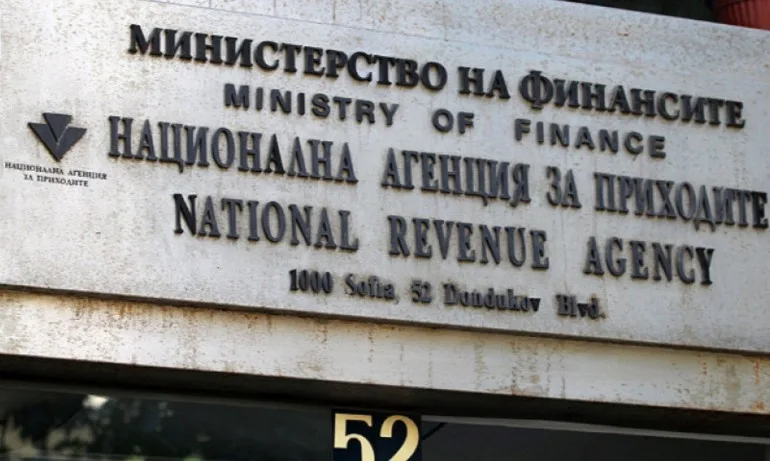 МИНИСТЕРСТВО НА ФИНАНСИТЕ
MINISTRY OF FINANCE
НАЦИОНАЛНА АГЕНЦИЯ
ЗА ПРИХОДИТЕ
НАЦИОНАЛНА АГЕНЦИЯ ЗА ПРИХОДИТЕ
NATIONAL REVENUE AGENCY
1000 Sofia, 52 Dondukov Blvd.
52